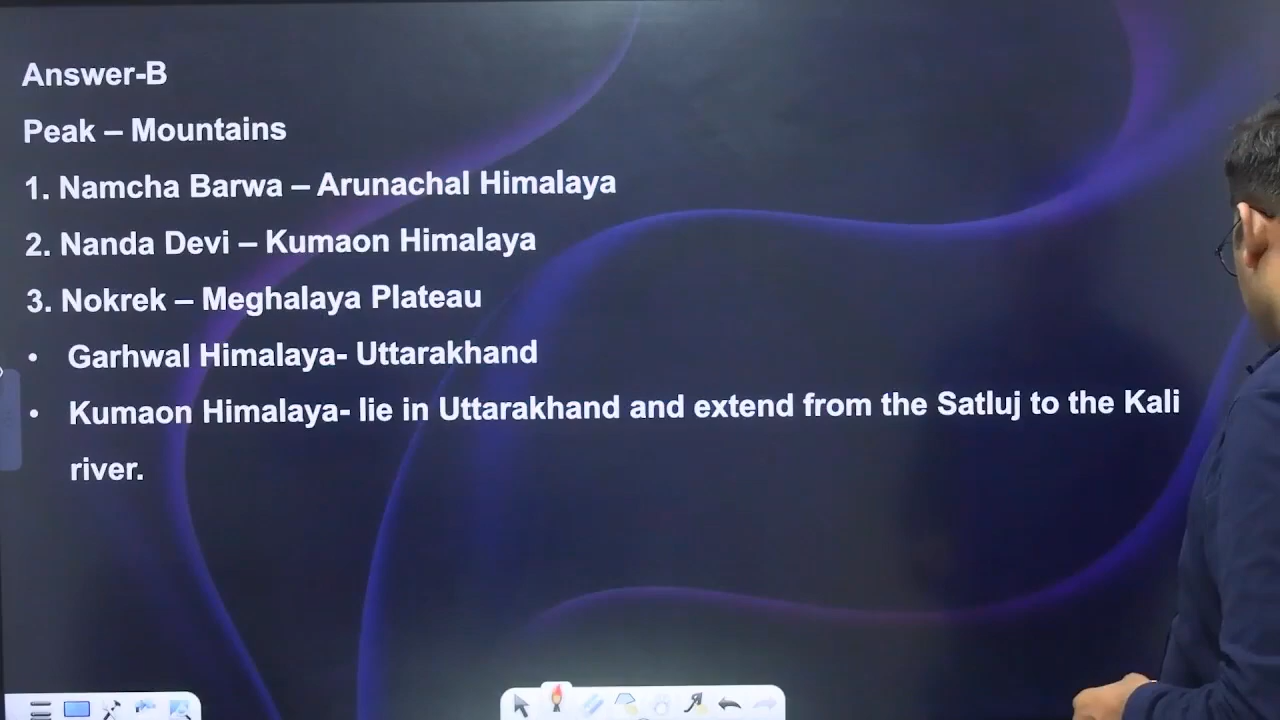 Answer-B
Peak – Mountains
1. Namcha Barwa – Arunachal Himalaya
2. Nanda Devi – Kumaon Himalaya
3. Nokrek – Meghalaya Plateau
• Garhwal Himalaya- Uttarakhand
• Kumaon Himalaya- lie in Uttarakhand and extend from the Satluj to the Kali
river.